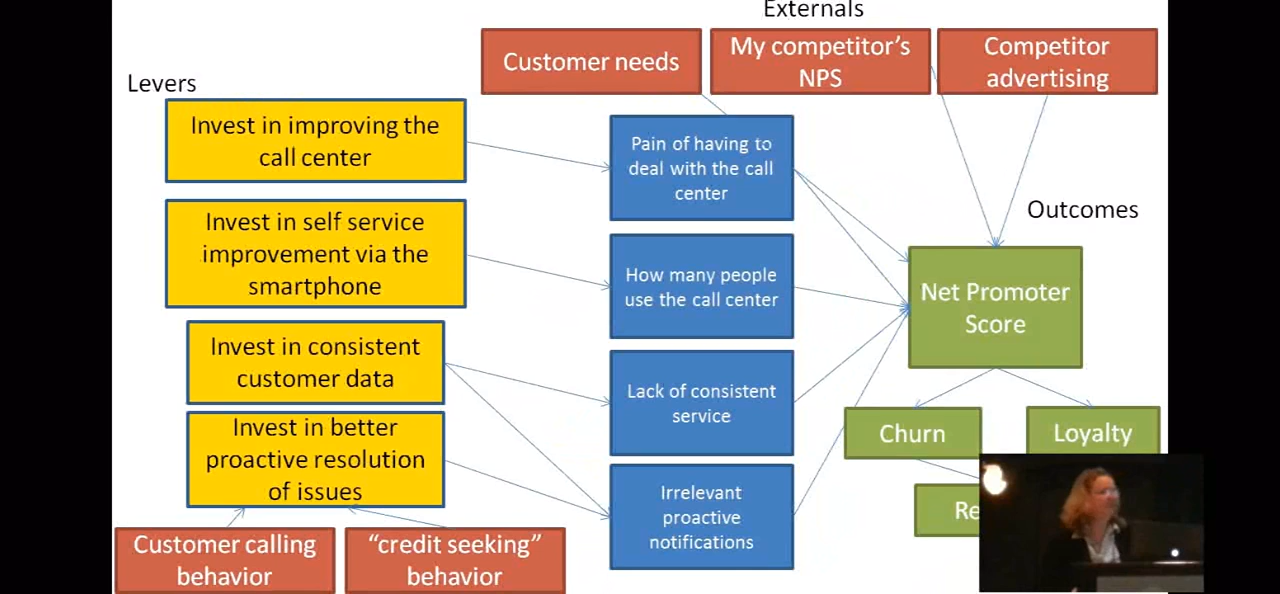 Externals
Customer needs
My competitor's
NPS
Competitor
advertising
Levers
Invest in improving the
call center
Invest in self service
improvement via the
smartphone
Invest in consistent
customer data
Invest in better
proactive resolution
of issues
Customer calling
behavior
"credit seeking"
behavior
Pain of having to
deal with the call
center
How many people
use the call center
Lack of consistent
service
Irrelevant
proactive
notifications
Outcomes
Net Promoter
Score
Churn
Loyalty